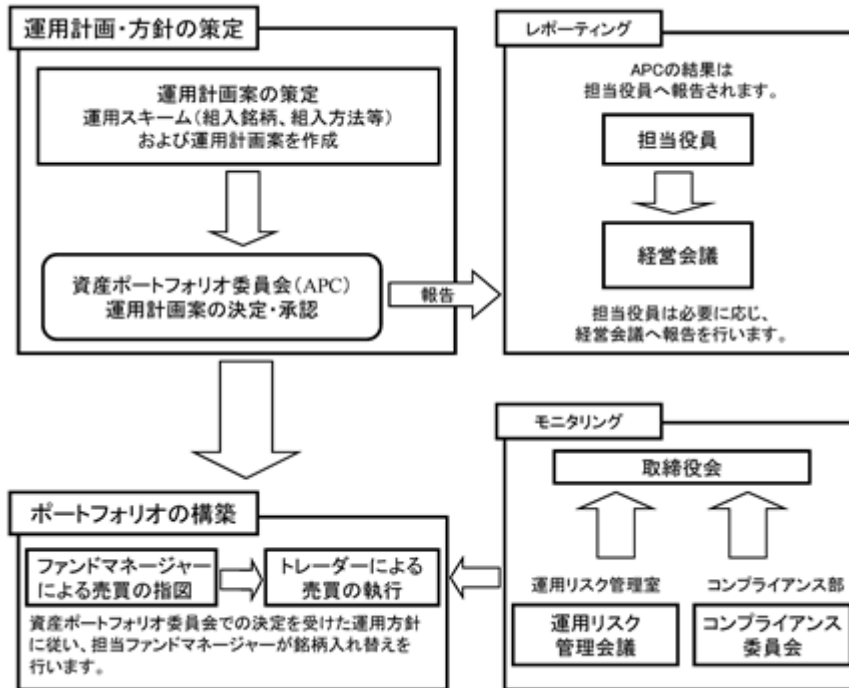 運用計画・方針の策定
運用計画案の策定
運用スキーム(組入銘柄、組入方法等)
および運用計画案を作成
資産ポートフォリオ委員会(APC)
運用計画案の決定・承認
報告
レポーティング
APCの結果は
担当役員へ報告されます。
担当役員
経営会議
担当役員は必要に応じ、
経営会議へ報告を行います。
ポートフォリオの構築
ファンドマネージャー
による売買の指図
トレーダーによる
売買の執行
資産ポートフォリオ委員会での決定を受けた運用方針
に従い、担当ファンドマネージャーが銘柄入れ替えを
行います。
モニタリング
取締役会
運用リスク管理室
コンプライアンス部
運用リスク
管理会議
コンプライアンス
委員会